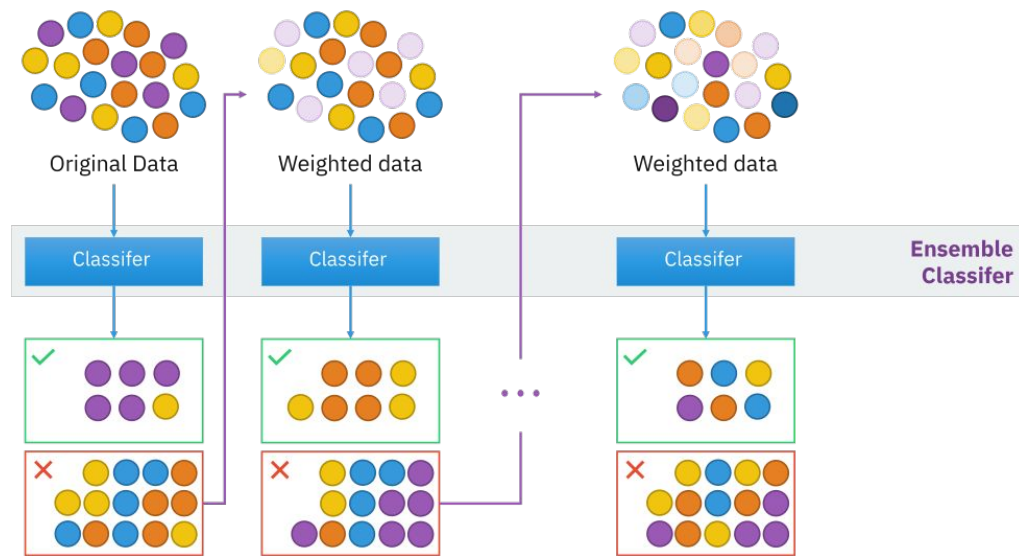 Original Data
Weighted data
Weighted data
Classifer
Classifer
Classifer
Ensemble
Classifer